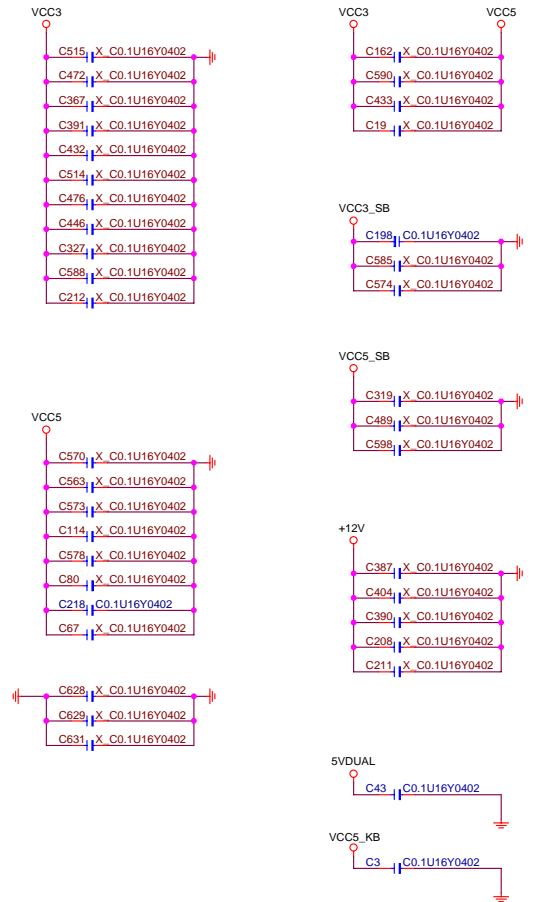 VCC3
C515 X_C0.1U16Y0402
C472 X_C0.1U16Y0402
C367 X_C0.1U16Y0402
C391 X_C0.1U16Y0402
C432 X_C0.1U16Y0402
C514 X_C0.1U16Y0402
C476 X_C0.1U16Y0402
C446 X_C0.1U16Y0402
C327 X_C0.1U16Y0402
C588 X_C0.1U16Y0402
C212 X_C0.1U16Y0402
VCC5
C570 X_C0.1U16Y0402
C563 X_C0.1U16Y0402
C573 X_C0.1U16Y0402
C114 X_C0.1U16Y0402
C578 X_C0.1U16Y0402
C80 X_C0.1U16Y0402
C218 C0.1U16Y0402
C67 X_C0.1U16Y0402
C628 X_C0.1U16Y0402
C629 X_C0.1U16Y0402
C631 X_C0.1U16Y0402
VCC3 VCC5
C162 X_C0.1U16Y0402
C590 X_C0.1U16Y0402
C433 X_C0.1U16Y0402
C19 X_C0.1U16Y0402
VCC3_SB
C198 C0.1U16Y0402
C585 X_C0.1U16Y0402
C574 X_C0.1U16Y0402
VCC5_SB
C319 X_C0.1U16Y0402
C489 X_C0.1U16Y0402
C598 X_C0.1U16Y0402
+12V
C387 X_C0.1U16Y0402
C404 X_C0.1U16Y0402
C390 X_C0.1U16Y0402
C208 X_C0.1U16Y0402
C211 X_C0.1U16Y0402
5VDUAL
C43 C0.1U16Y0402
VCC5_KB
C3 C0.1U16Y0402